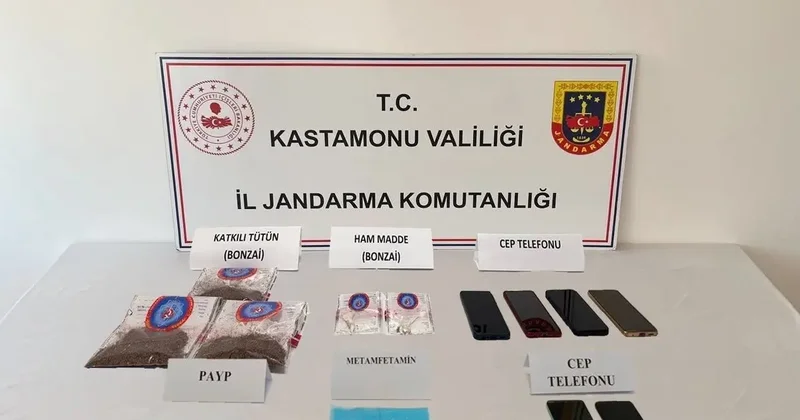 T.C.
KASTAMONU VALİLİĞİ
İL JANDARMA KOMUTANLIĞI
JANDARMA
KATKILI TÜTÜN
(BONZAİ)
HAM MADDE
(BONZAİ)
CEP TELEFONU
PAYP
METAMFETAMİN
CEP
TELEFONU